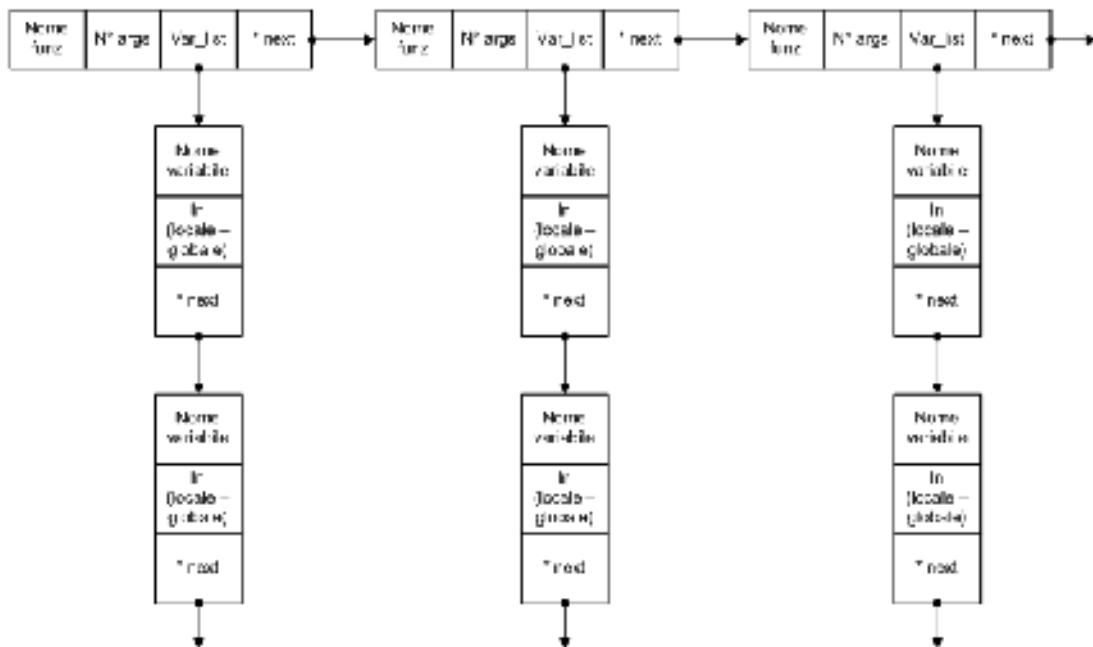 Nome
funz
N° args
Var_list
* next
Nome
funz
N° args
Var_list
* next
Nome
funz
N° args
Var_list
* next
Nome
variabile
In
(locale –
globale)
* next
Nome
variabile
In
(locale –
globale)
* next
Nome
variabile
In
(locale –
globale)
* next
Nome
variabile
In
(locale –
globale)
* next
Nome
variabile
In
(locale –
globale)
* next
Nome
variabile
In
(locale –
globale)
* next